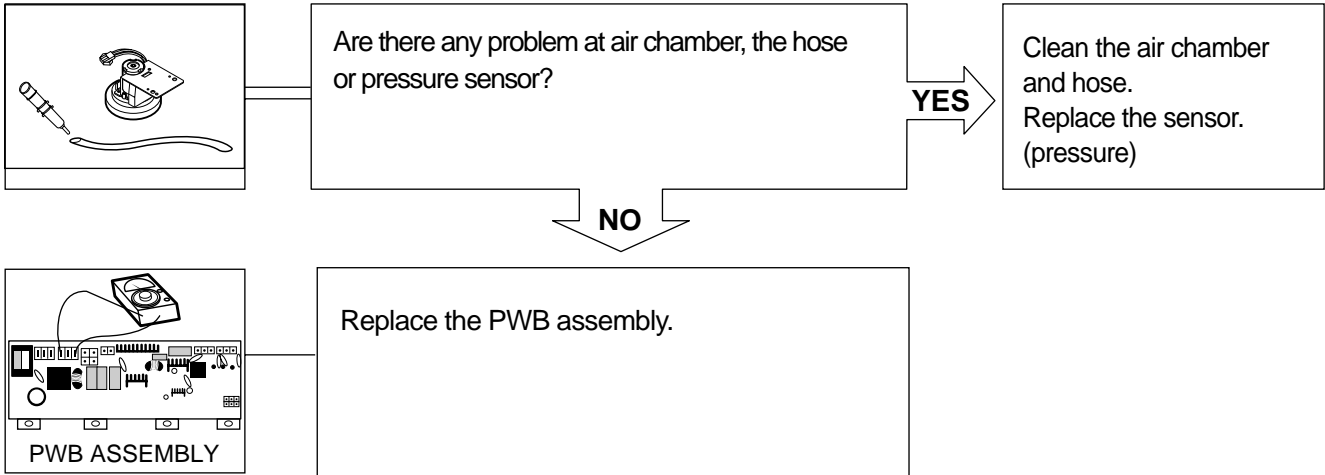 Are there any problem at air chamber, the hose
or pressure sensor?
YES
Clean the air chamber
and hose.
Replace the sensor.
(pressure)
NO
Replace the PWB assembly.
PWB ASSEMBLY